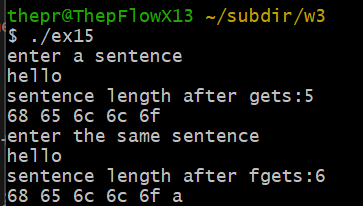 thepr@ThepFlowX13 ~/subdir/w3
$ ./ex15
enter a sentence
hello
sentence length after gets:5
68 65 6c 6c 6f
enter the same sentence
hello
sentence length after fgets:6
68 65 6c 6c 6f a